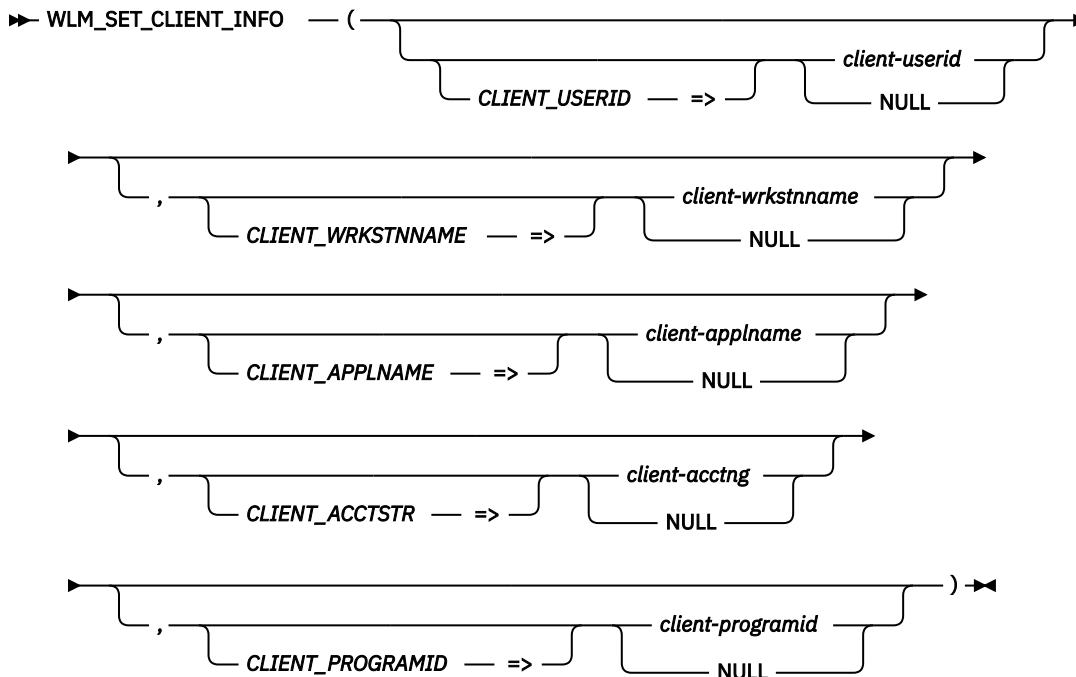 WLM_SET_CLIENT_INFO (
client-userid
CLIENT_USERID => NULL
, client-wrkstnname
CLIENT_WRKSTNNAME => NULL
, client-applname
CLIENT_APPLNAME => NULL
, client-acctng
CLIENT_ACCTSTR => NULL
)
, client-programid
CLIENT_PROGRAMID => NULL